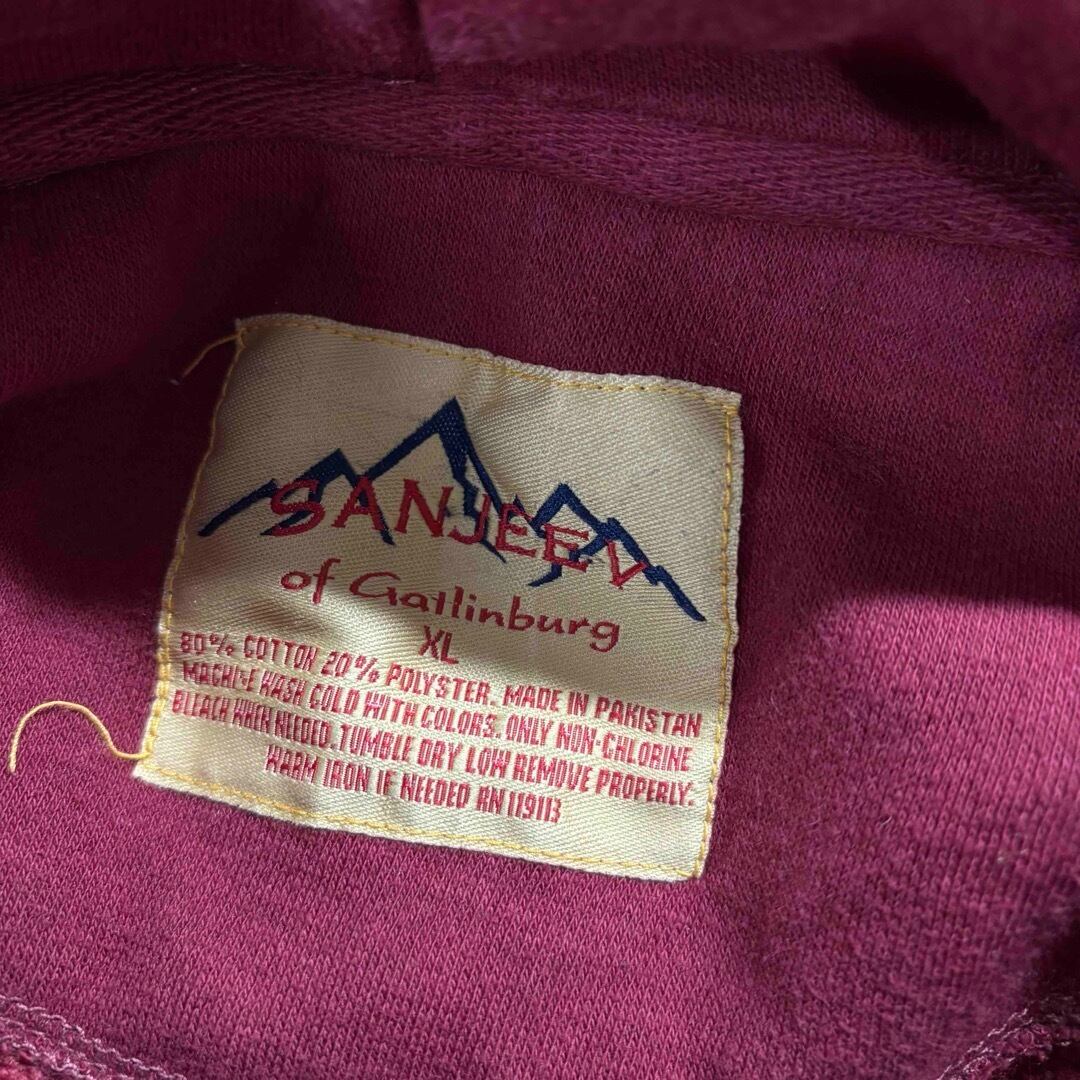 SANJEEV
of Gatlinburg
XL
80% COTTON 20% POLYSTER. MADE IN PAKISTAN
MACHINE WASH COLD WITH COLORS. ONLY NON-CHLORINE
BLEACH WHEN NEEDED. TUMBLE DRY LOW REMOVE PROPERLY.
WARM IRON IF NEEDED RN 119113